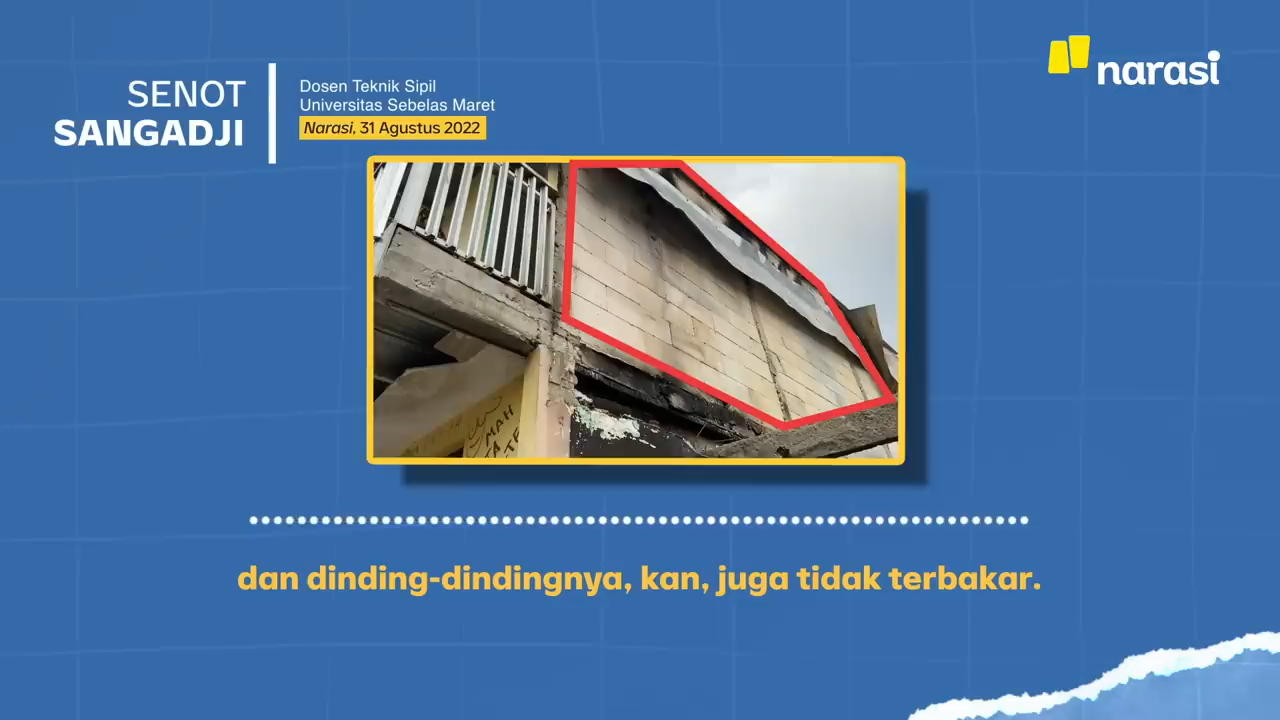 SENOT
SANGADJI
Dosen Teknik Sipil
Universitas Sebelas Maret
Narasi, 31 Agustus 2022
narasi
MAH
dan dinding-dindingnya, kan, juga tidak terbakar.